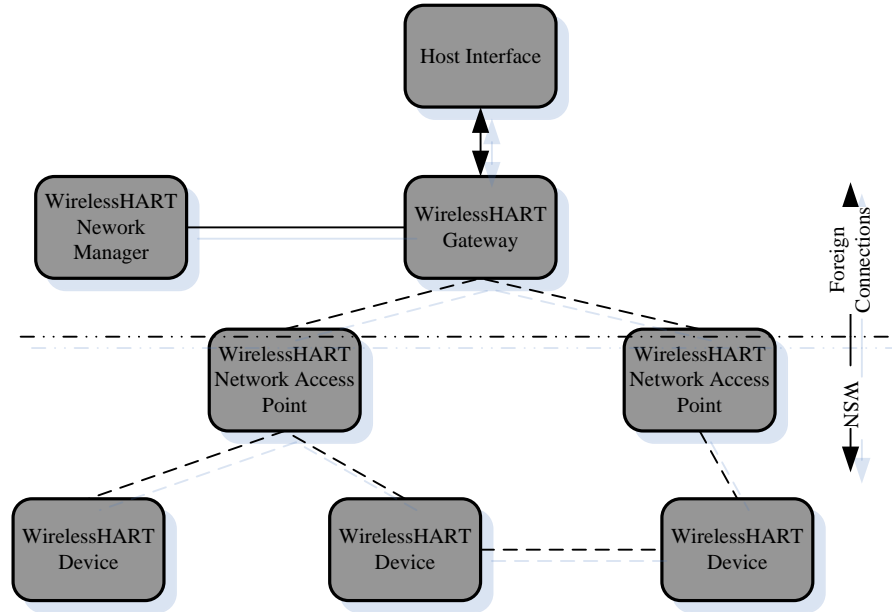 Host Interface
WirelessHART
Nework
Manager
WirelessHART
Gateway
Foreign
Connections
WirelessHART
Network Access
Point
WirelessHART
Network Access
Point
WSN
WirelessHART
Device
WirelessHART
Device
WirelessHART
Device